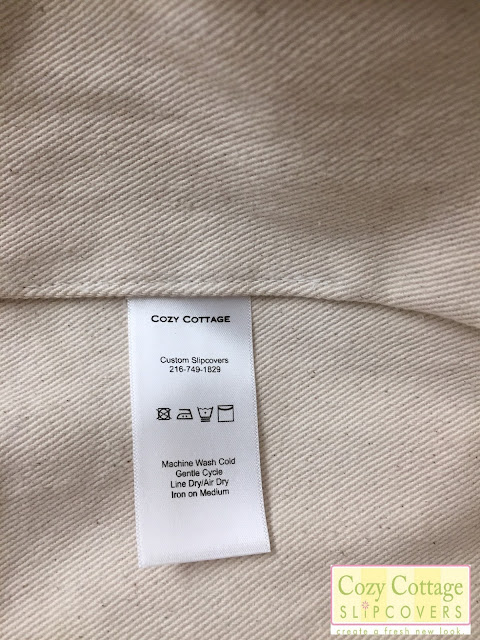 COZY COTTAGE
Custom Slipcovers
216-749-1829
Machine Wash Cold
Gentle Cycle
Line Dry/Air Dry
Iron on Medium
Cozy Cottage
SLIPCOVERS
create a fresh new look.